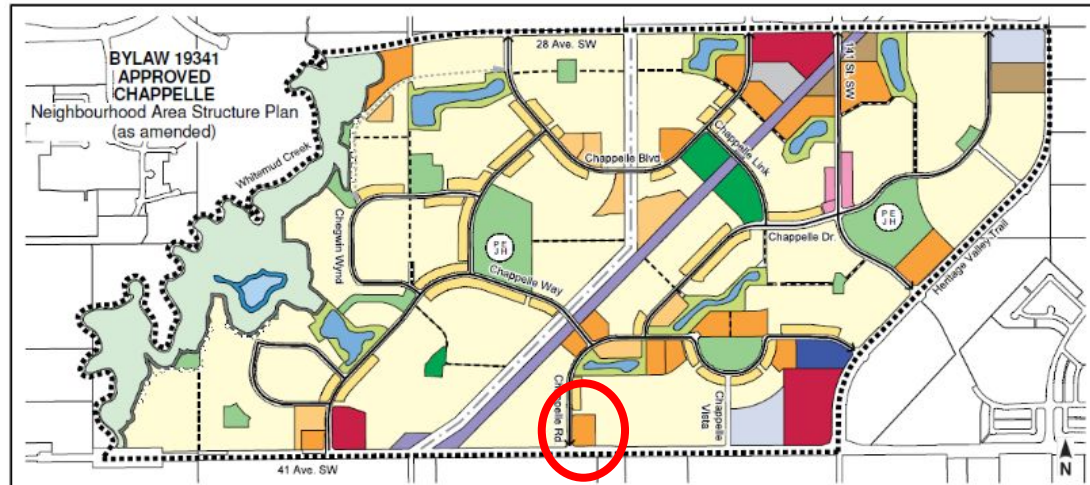 BYLAW 19341
APPROVED
CHAPPELLE
Neighbourhood Area Structure Plan
(as amended)
28 Ave. SW
141 St. SW
Whitemud Creek
Chappelle Blvd
Chappelle Link
Chegwin Wynd
P E
J H
P E
J H
Chappelle Dr.
Heritage Valley Trail
Chappelle Way
Chappelle Rd
Chappelle
Vista
41 Ave. SW
N